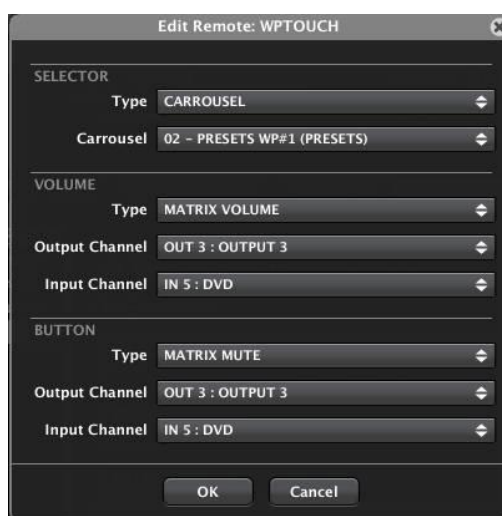 Edit Remote: WPTOUCH
SELECTOR
Type CARROUSEL
Carrousel 02 – PRESETS WP#1 (PRESETS)
VOLUME
Type MATRIX VOLUME
Output Channel OUT 3 : OUTPUT 3
Input Channel IN 5 : DVD
BUTTON
Type MATRIX MUTE
Output Channel OUT 3 : OUTPUT 3
Input Channel IN 5 : DVD
OK Cancel